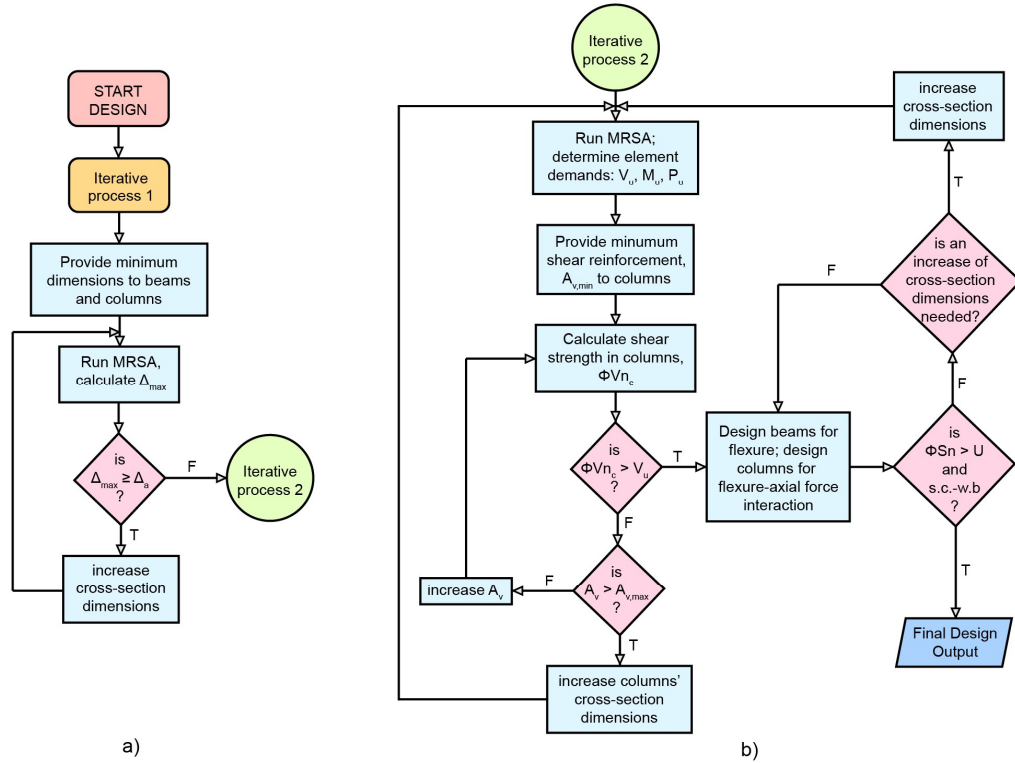 START
DESIGN
Iterative
process 1
Provide minimum
dimensions to beams
and columns
Run MRSA,
calculate Δmax
is
Δmax ≥ Δa
?
F
Iterative
process 2
T
increase
cross-section
dimensions
a)
Iterative
process 2
Run MRSA;
determine element
demands: Vu, Mu, Pu
Provide minumum
shear reinforcement,
Av,min to columns
Calculate shear
strength in columns,
ΦVnc
is
ΦVnc > Vu
?
T
F
is
Av > Av,max
?
F
increase Av
T
increase columns’
cross-section
dimensions
Design beams for
flexure; design
columns for
flexure-axial force
interaction
is
ΦSn > U
and
s.c.-w.b
?
F
T
Final Design
Output
is an
increase of
cross-section
dimensions
needed?
F
T
increase
cross-section
dimensions
b)